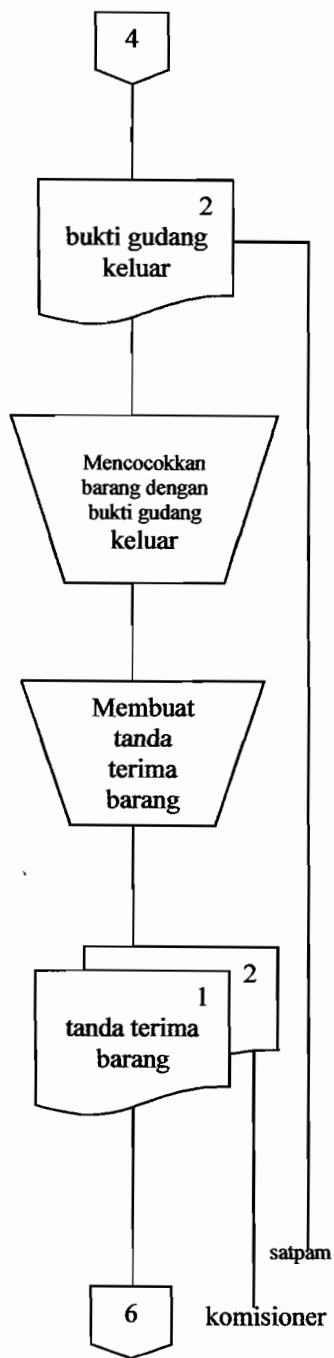 4
2
bukti gudang
keluar
Mencocokkan
barang dengan
bukti gudang
keluar
Membuat
tanda
terima
barang
2
1
tanda terima
barang
satpam
6
komisioner